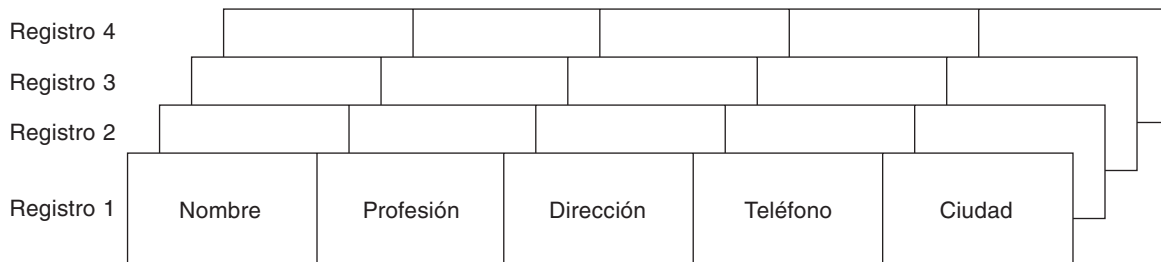 Registro 4
Registro 3
Registro 2
Registro 1 Nombre Profesión Dirección Teléfono Ciudad